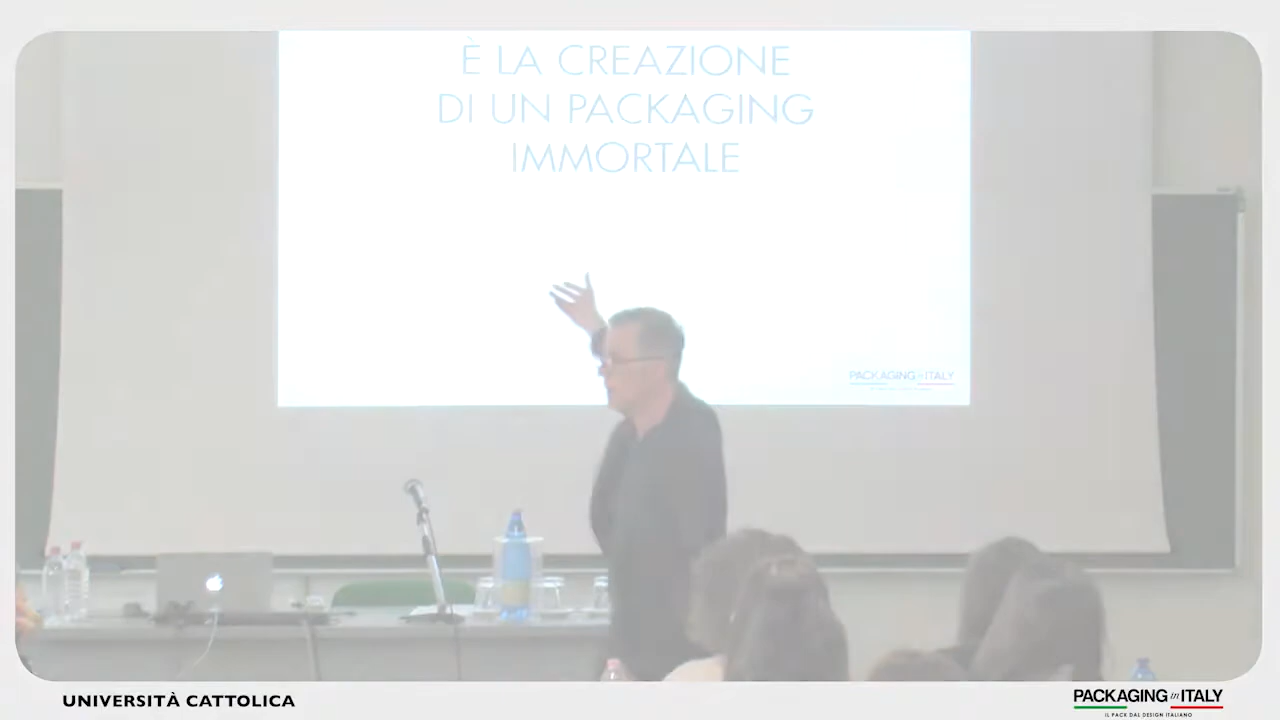 È LA CREAZIONE
DI UN PACKAGING
IMMORTALE
PACKAGING in ITALY
UNIVERSITÀ CATTOLICA
PACKAGING in ITALY
IL PACK DAL DESIGN ITALIANO